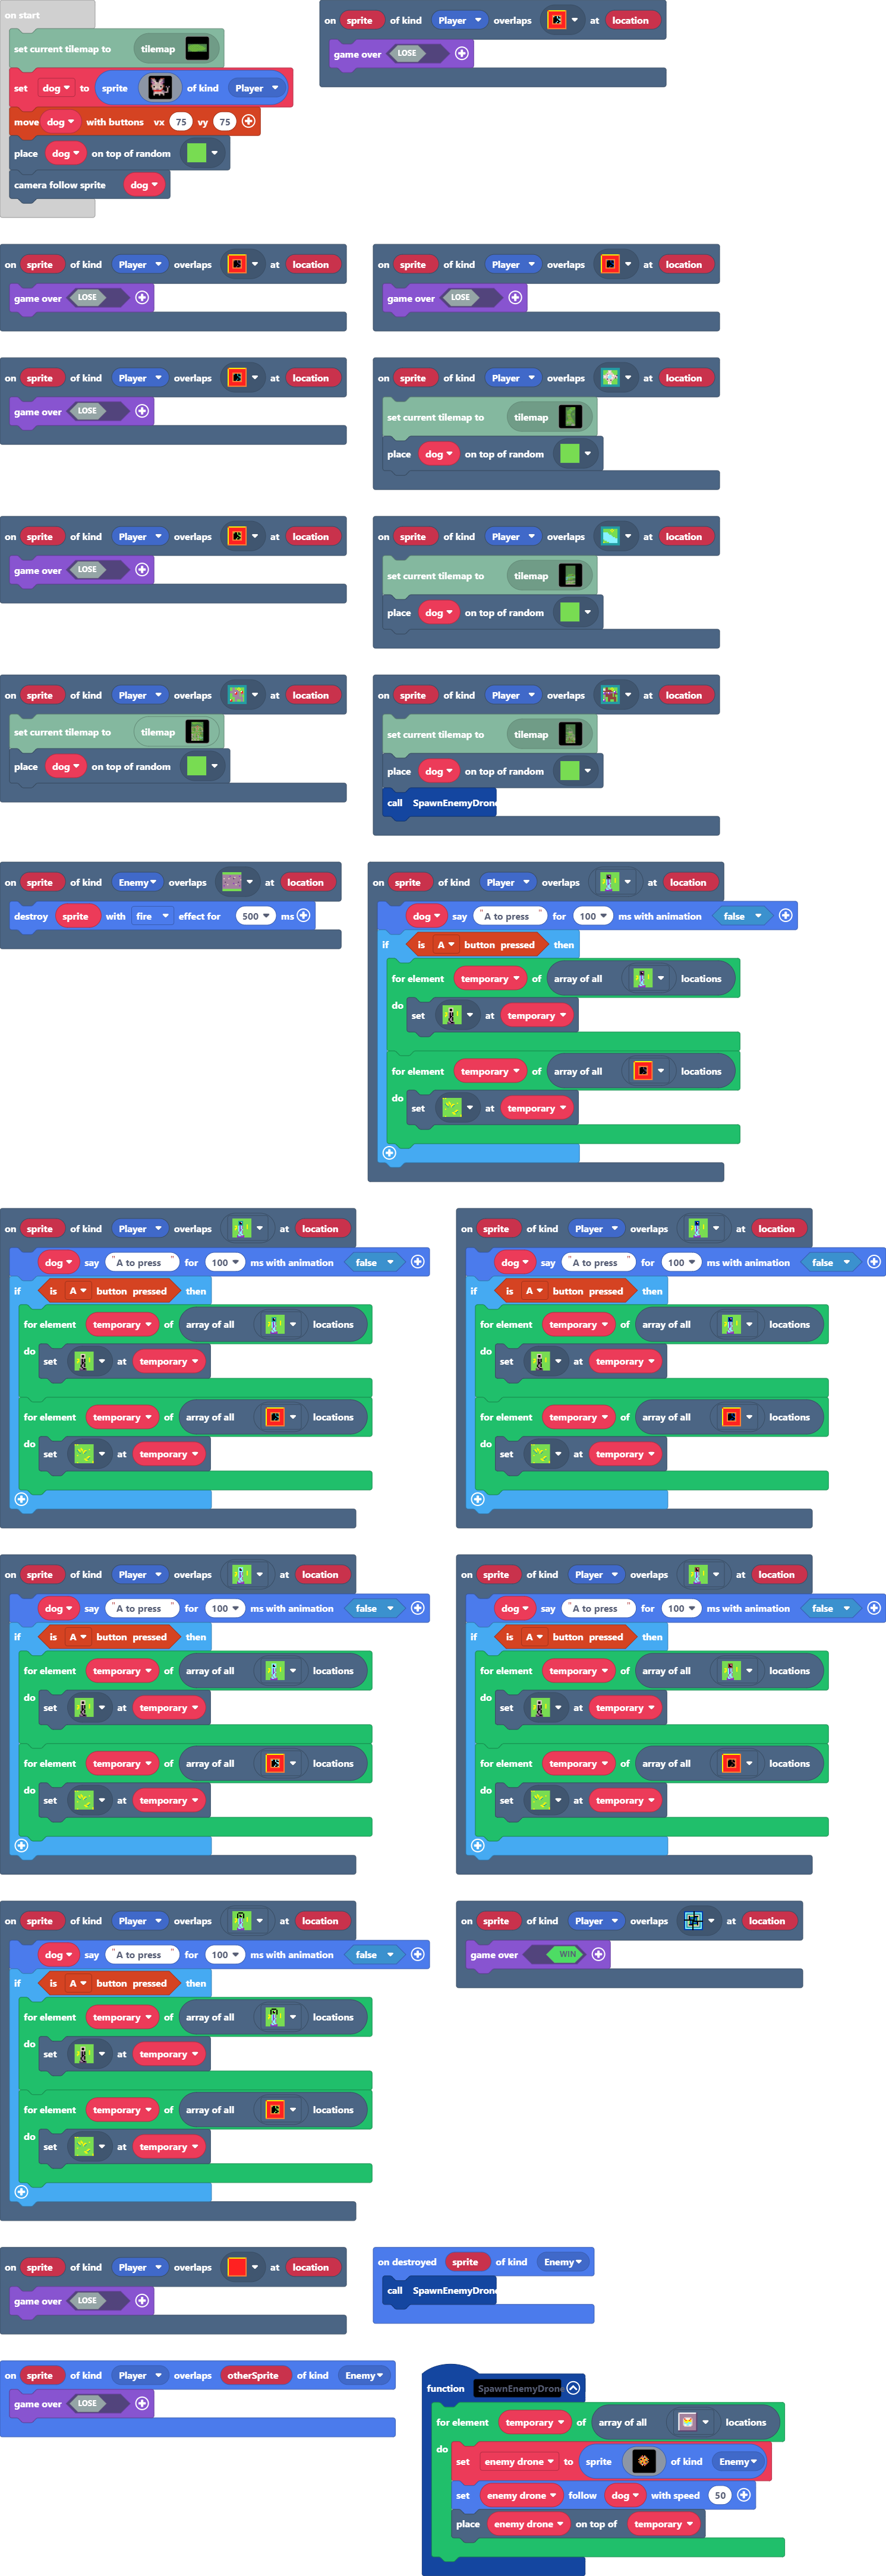 on start
set current tilemap to tilemap
set dog to sprite of kind Player
move dog with buttons vx 75 vy 75
place dog on top of random
camera follow sprite dog
on sprite of kind Player overlaps at location
game over LOSE
on sprite of kind Player overlaps at location
game over LOSE
on sprite of kind Player overlaps at location
game over LOSE
on sprite of kind Player overlaps at location
game over LOSE
on sprite of kind Player overlaps at location
set current tilemap to tilemap
place dog on top of random
on sprite of kind Player overlaps at location
game over LOSE
on sprite of kind Player overlaps at location
set current tilemap to tilemap
place dog on top of random
on sprite of kind Player overlaps at location
set current tilemap to tilemap
place dog on top of random
on sprite of kind Player overlaps at location
set current tilemap to tilemap
place dog on top of random
call SpawnEnemyDron
on sprite of kind Enemy overlaps at location
destroy sprite with fire effect for 500 ms
on sprite of kind Player overlaps at location
dog say "A to press " for 100 ms with animation false
if is A button pressed then
for element temporary of array of all locations
do
set at temporary
for element temporary of array of all locations
do
set at temporary
on sprite of kind Player overlaps at location
dog say "A to press " for 100 ms with animation false
if is A button pressed then
for element temporary of array of all locations
do
set at temporary
for element temporary of array of all locations
do
set at temporary
on sprite of kind Player overlaps at location
dog say "A to press " for 100 ms with animation false
if is A button pressed then
for element temporary of array of all locations
do
set at temporary
for element temporary of array of all locations
do
set at temporary
on sprite of kind Player overlaps at location
dog say "A to press " for 100 ms with animation false
if is A button pressed then
for element temporary of array of all locations
do
set at temporary
for element temporary of array of all locations
do
set at temporary
on sprite of kind Player overlaps at location
dog say "A to press " for 100 ms with animation false
if is A button pressed then
for element temporary of array of all locations
do
set at temporary
for element temporary of array of all locations
do
set at temporary
on sprite of kind Player overlaps at location
dog say "A to press " for 100 ms with animation false
if is A button pressed then
for element temporary of array of all locations
do
set at temporary
for element temporary of array of all locations
do
set at temporary
on sprite of kind Player overlaps at location
game over WIN
on sprite of kind Player overlaps at location
game over LOSE
on destroyed sprite of kind Enemy
call SpawnEnemyDron
on sprite of kind Player overlaps otherSprite of kind Enemy
game over LOSE
function SpawnEnemyDron
for element temporary of array of all locations
do
set enemy drone to sprite of kind Enemy
set enemy drone follow dog with speed 50
place enemy drone on top of temporary